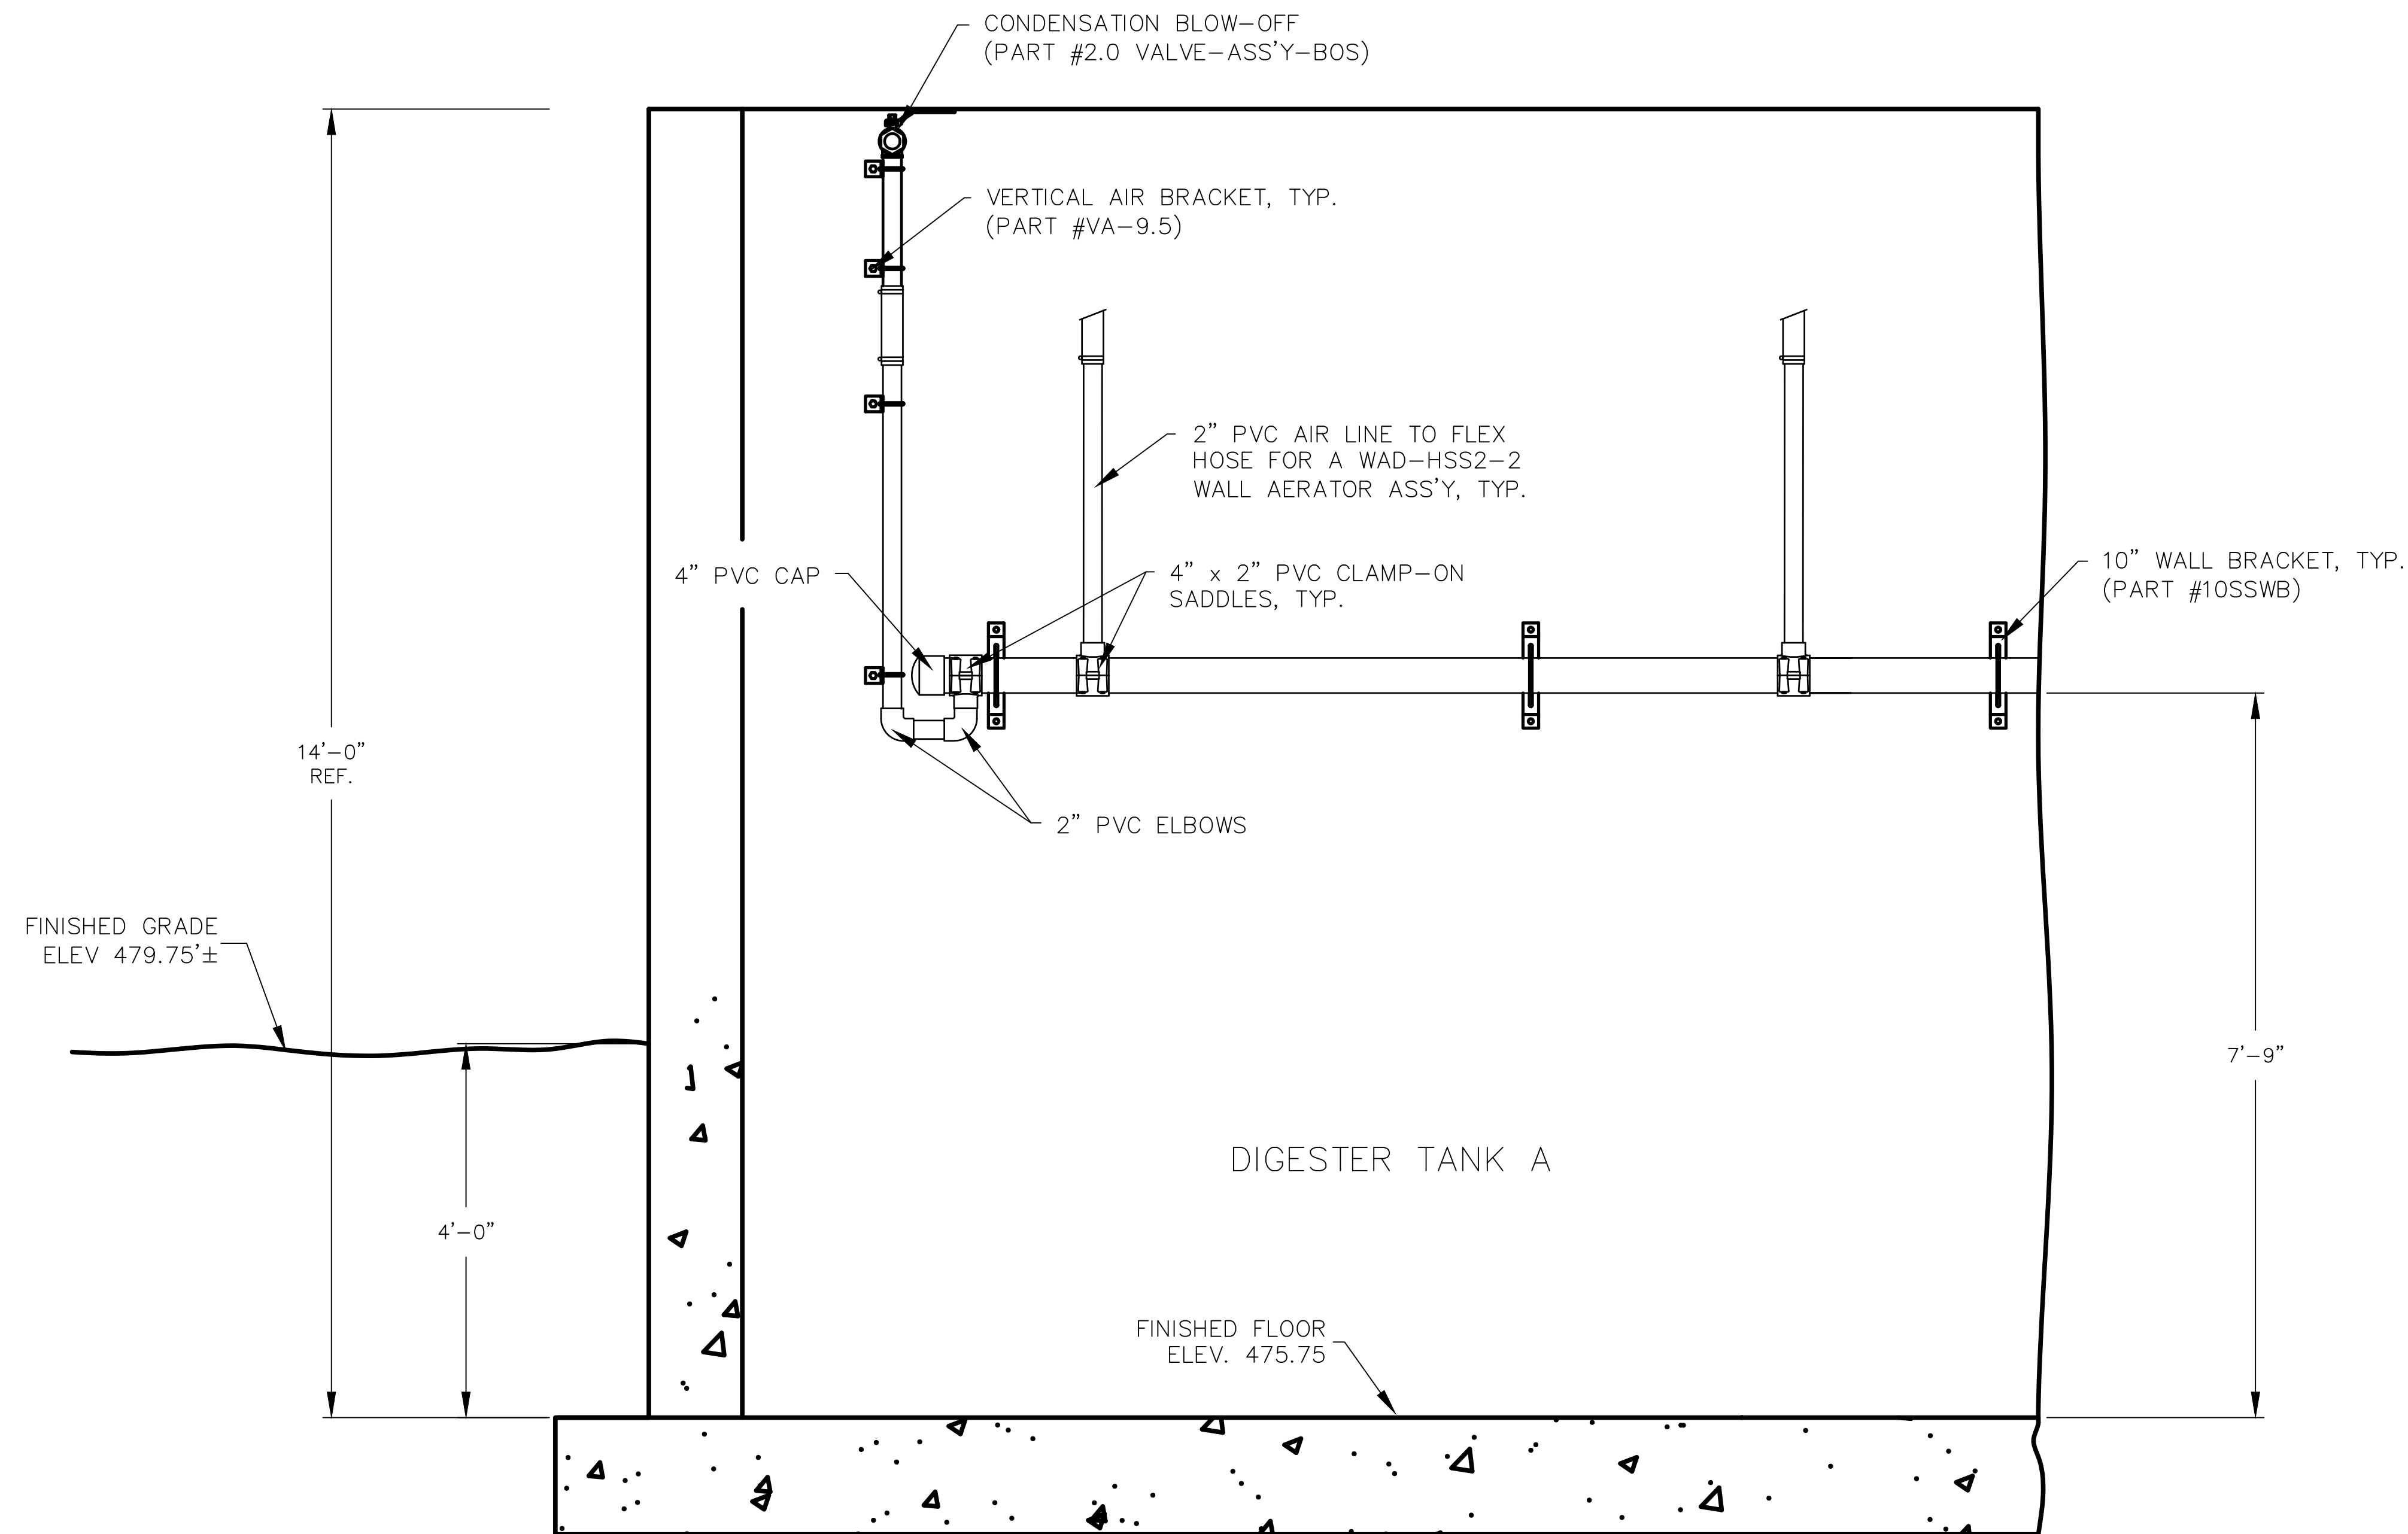 CONDENSATION BLOW-OFF
(PART #2.0 VALVE-ASS'Y-BOS)
VERTICAL AIR BRACKET, TYP.
(PART #VA-9.5)
2" PVC AIR LINE TO FLEX
HOSE FOR A WAD-HSS2-2
WALL AERATOR ASS'Y, TYP.
4" PVC CAP
4" x 2" PVC CLAMP-ON
SADDLES, TYP.
10" WALL BRACKET, TYP.
(PART #10SSWB)
14'-0"
REF.
2" PVC ELBOWS
FINISHED GRADE
ELEV 479.75'±
7'-9"
DIGESTER TANK A
4'-0"
FINISHED FLOOR
ELEV. 475.75